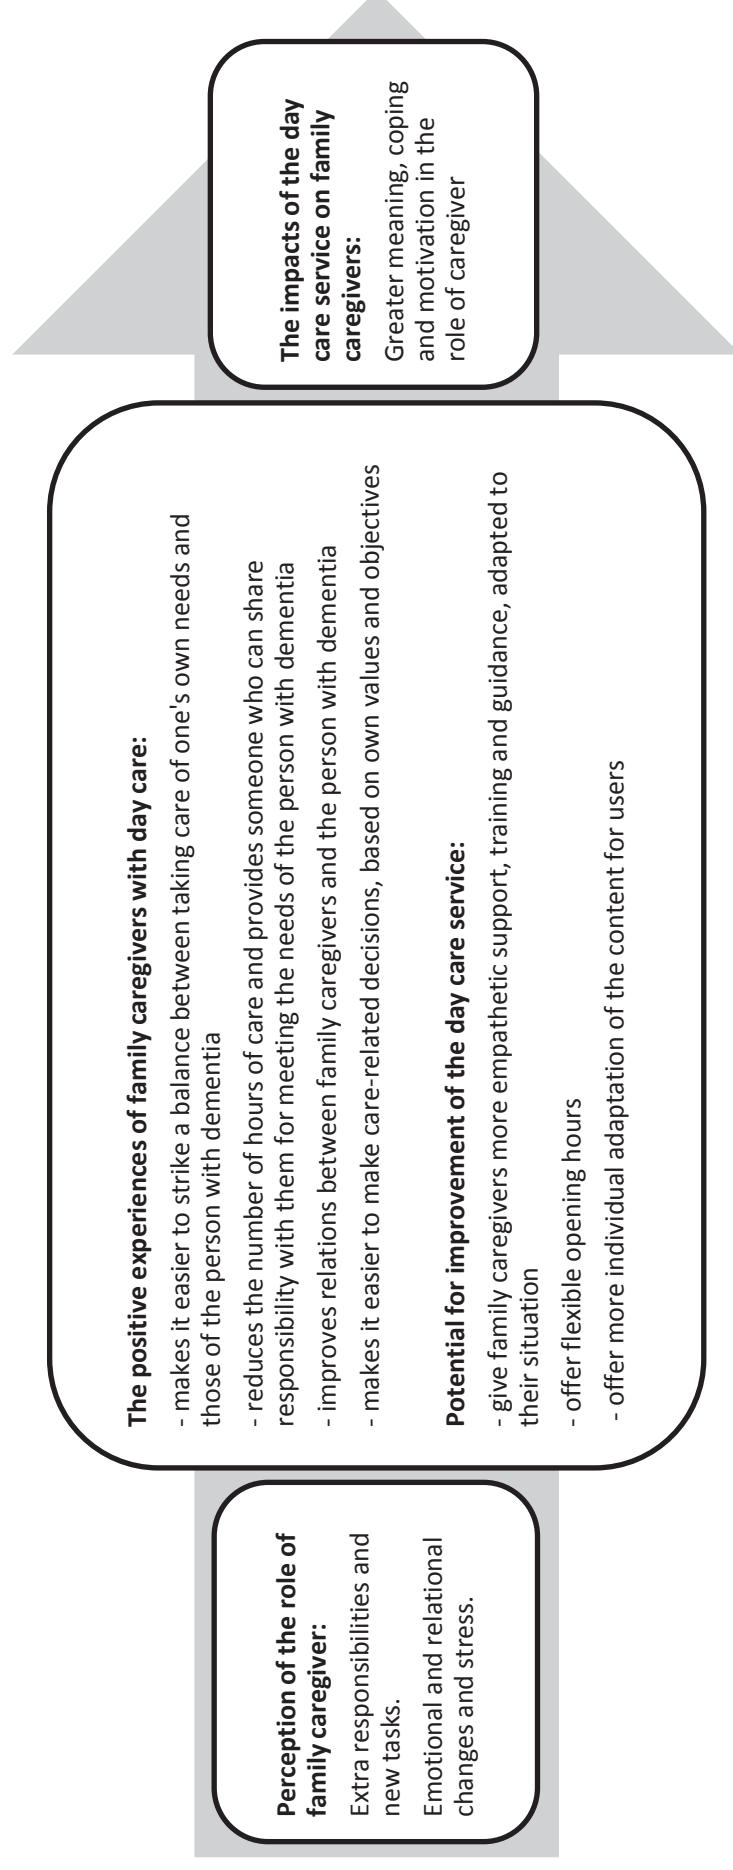 Perception of the role of
family caregiver:
Extra responsibilities and
new tasks.
Emotional and relational
changes and stress.
The positive experiences of family caregivers with day care:
- makes it easier to strike a balance between taking care of one's own needs and
those of the person with dementia
- reduces the number of hours of care and provides someone who can share
responsibility with them for meeting the needs of the person with dementia
- improves relations between family caregivers and the person with dementia
- makes it easier to make care-related decisions, based on own values and objectives
Potential for improvement of the day care service:
- give family caregivers more empathetic support, training and guidance, adapted to
their situation
- offer flexible opening hours
- offer more individual adaptation of the content for users
The impacts of the day
care service on family
caregivers:
Greater meaning, coping
and motivation in the
role of caregiver